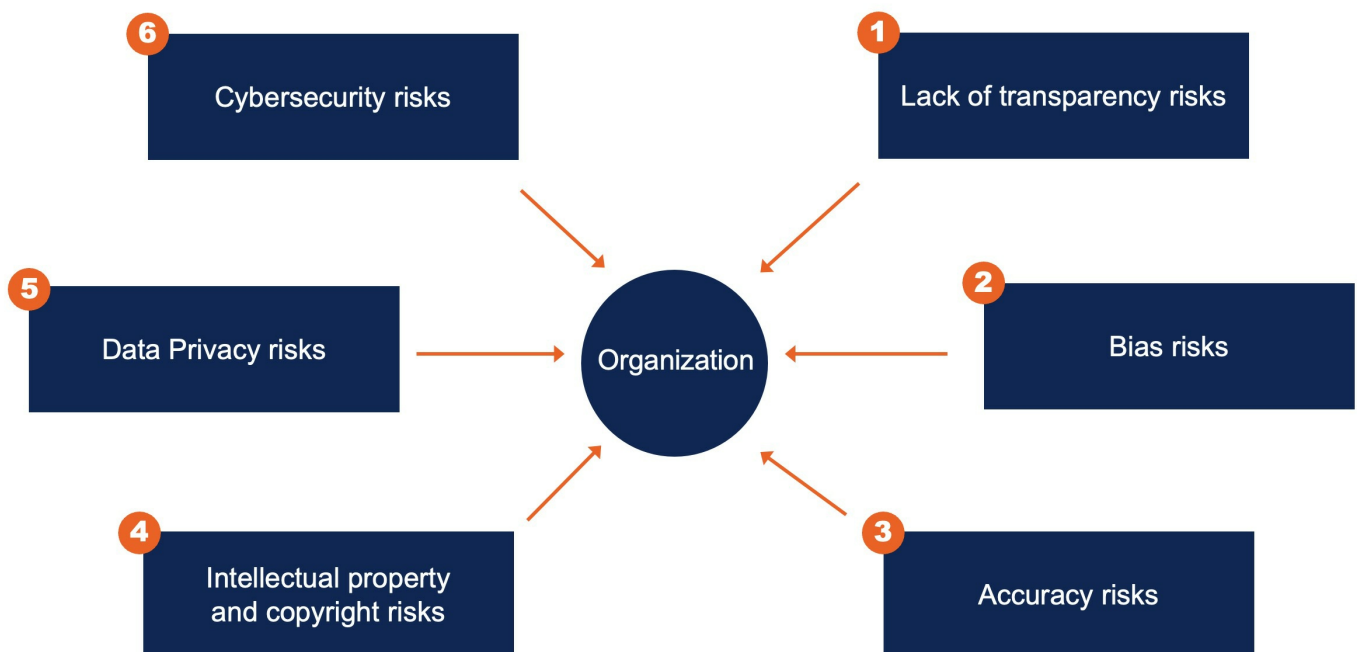 6
Cybersecurity risks
1
Lack of transparency risks
5
Data Privacy risks
Organization
2
Bias risks
4
Intellectual property
and copyright risks
3
Accuracy risks